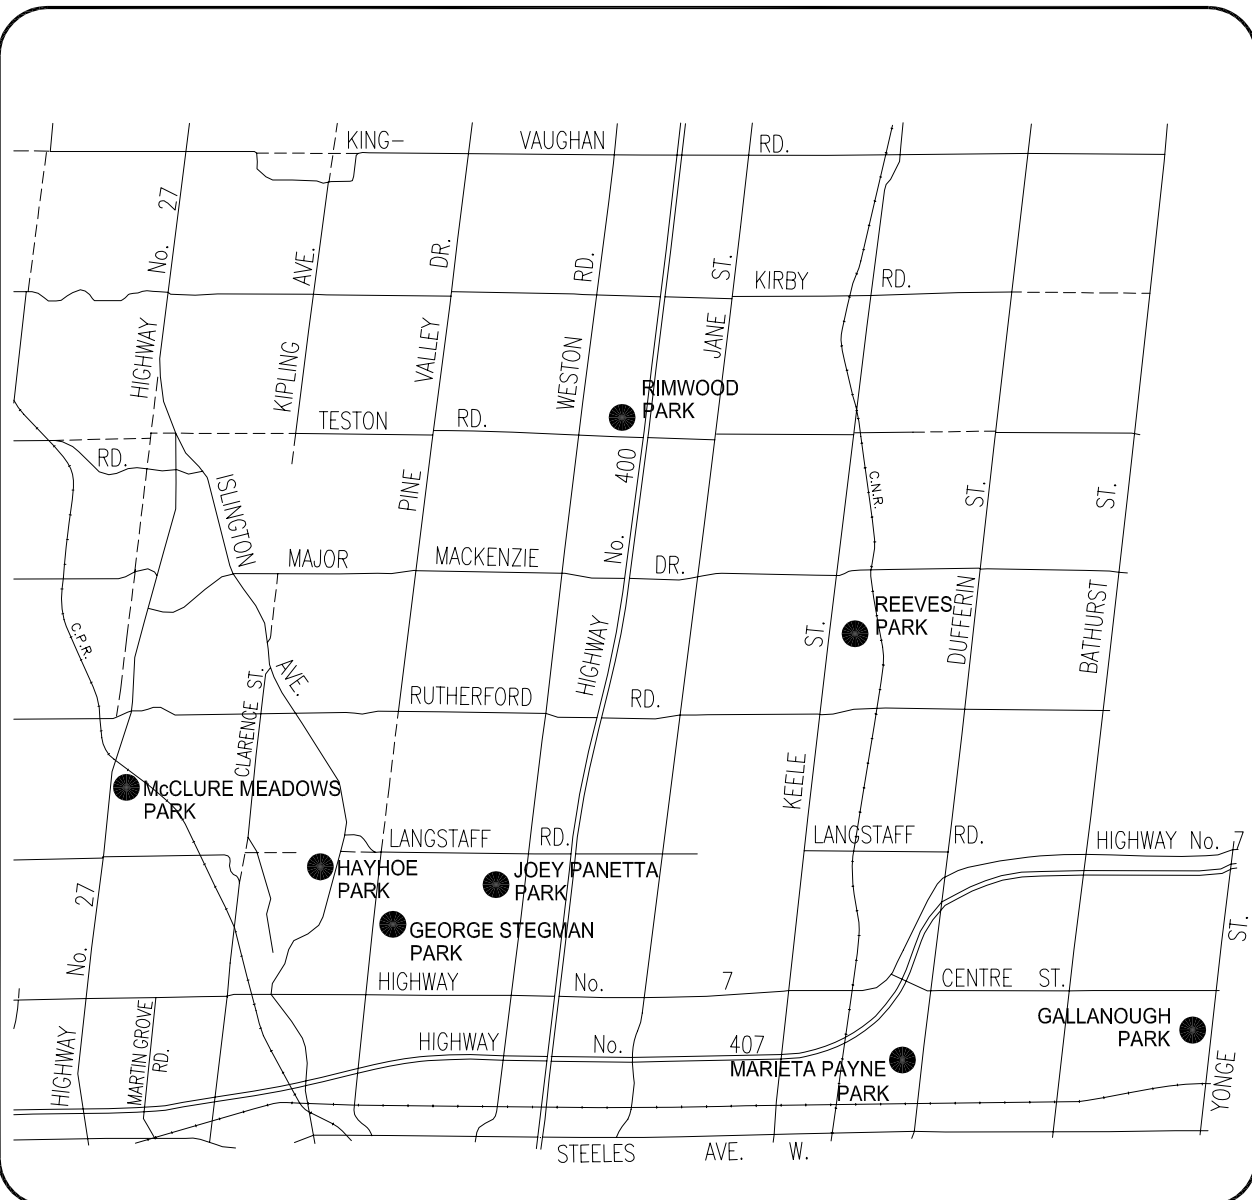 KING-
VAUGHAN
RD.
27
No.
HIGHWAY
AVE.
KIPLING
DR.
VALLEY
PINE
RD.
WESTON
ST.
JANE
KIRBY
RD.
RIMWOOD
PARK
TESTON
RD.
RD.
400
No.
HIGHWAY
ISLINGTON
AVE.
C.N.R.
ST.
DUFFERIN
ST.
BATHURST
MAJOR
MACKENZIE
DR.
REEVES
PARK
ST.
KEELE
C.P.R.
CLARENCE ST.
RUTHERFORD
RD.
McCLURE MEADOWS
PARK
LANGSTAFF
RD.
LANGSTAFF
RD.
HIGHWAY No. 7
HAYHOE
PARK
JOEY PANETTA
PARK
GEORGE STEGMAN
PARK
27
No.
HIGHWAY
MARTIN GROVE
RD.
HIGHWAY
No.
7
CENTRE ST.
ST.
YONGE
GALLANOUGH
PARK
HIGHWAY
No.
407
MARIETA PAYNE
PARK
STEELES
AVE.
W.